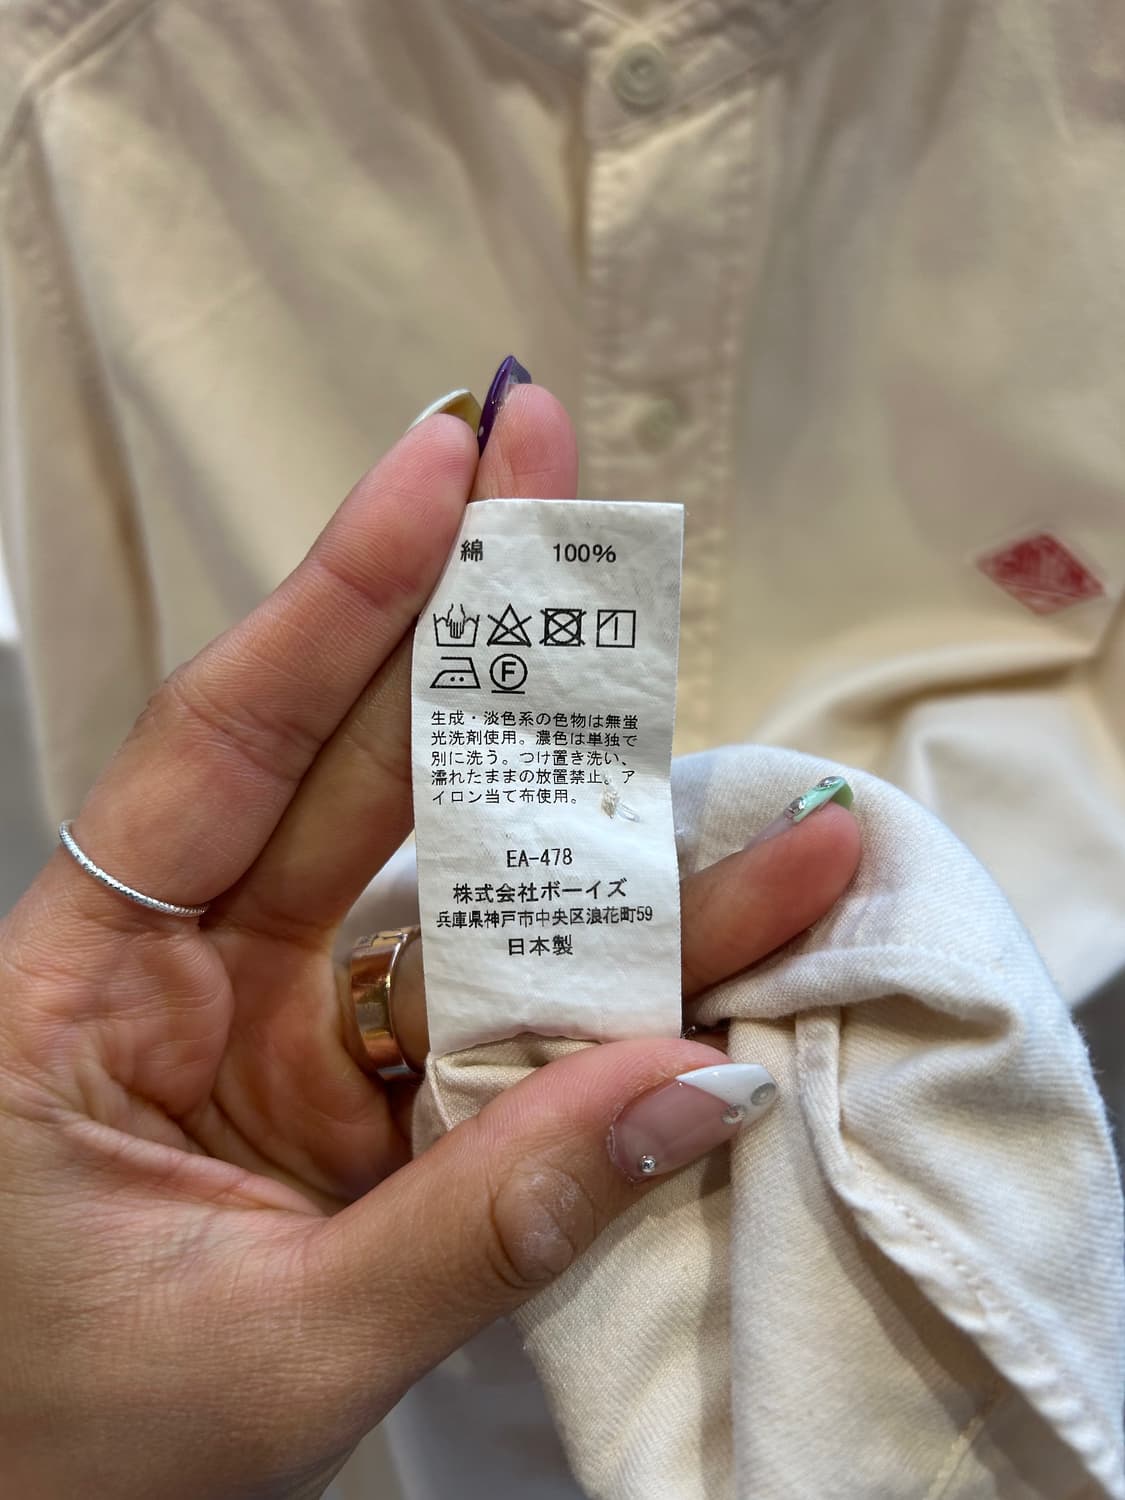 綿 100%
F
生成・淡色系の色物は無蛍
光洗剤使用。濃色は単独で
別に洗う。つけ置き洗い、
濡れたままの放置禁止。ア
イロン当て布使用。
EA-478
株式会社ボーイズ
兵庫県神戸市中央区浪花町59
日本製